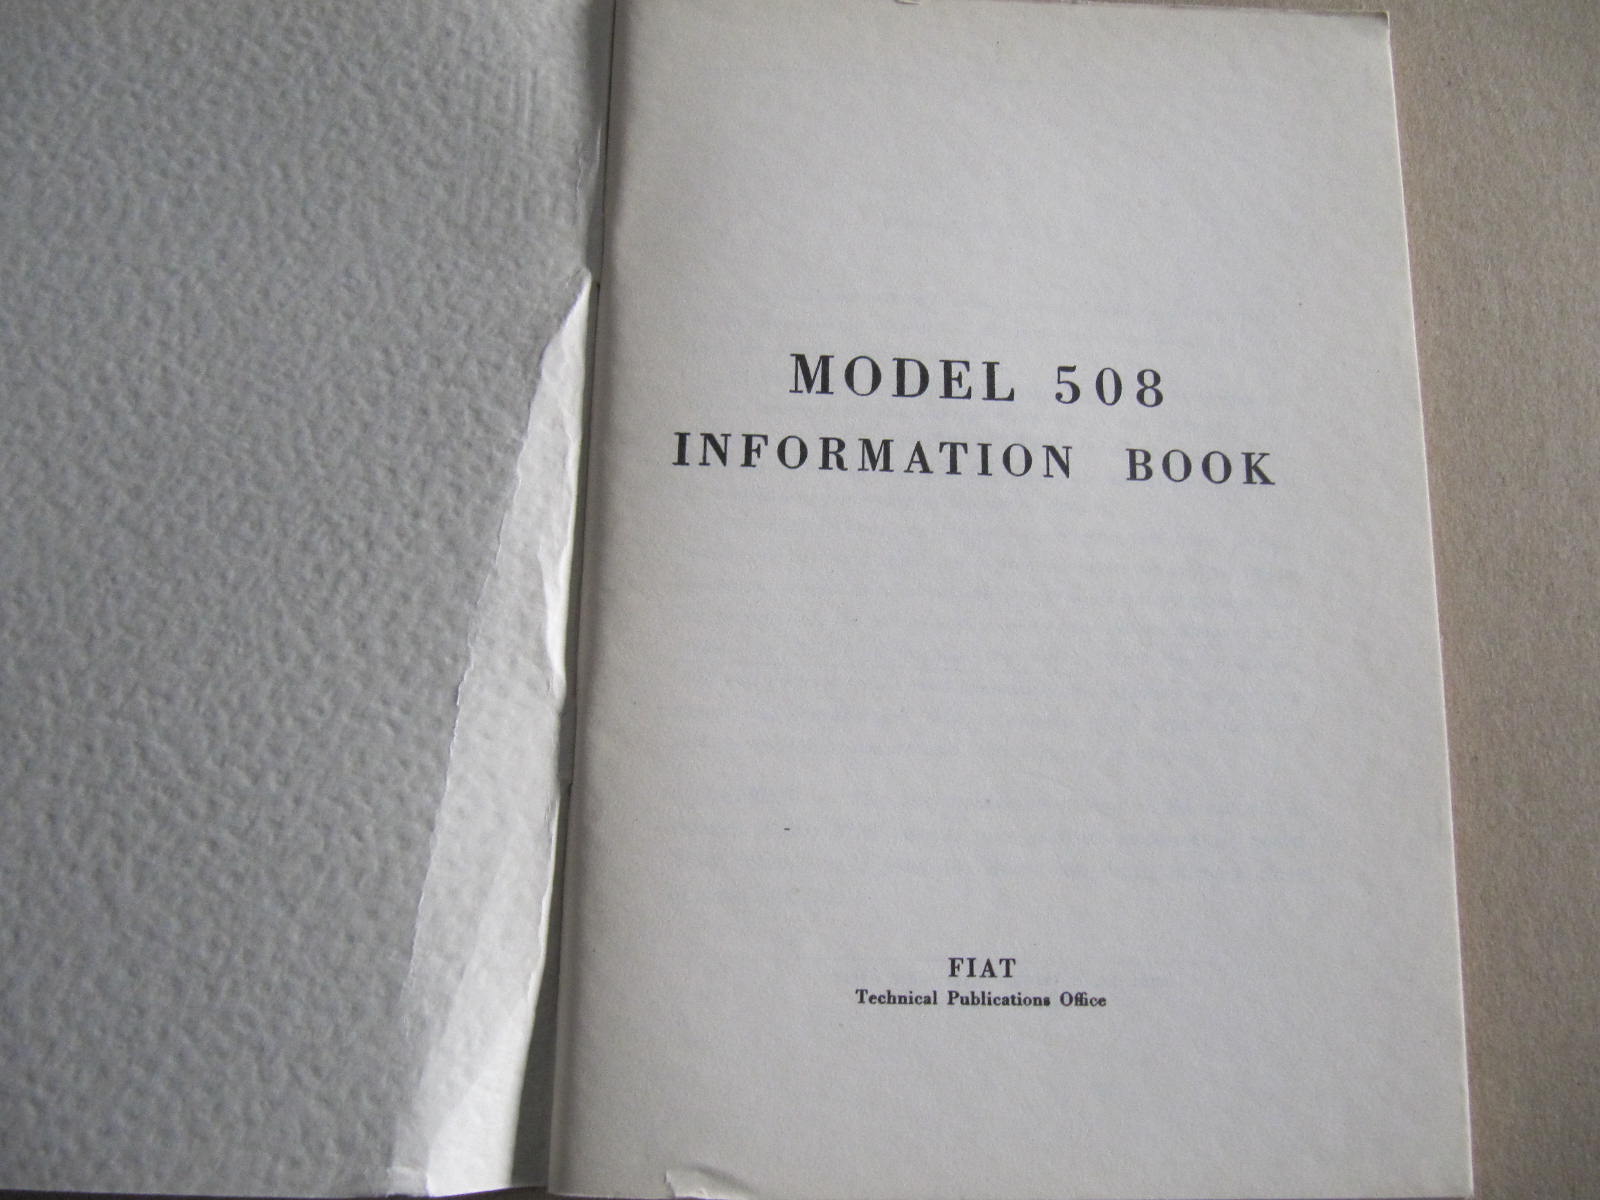 MODEL 508
INFORMATION BOOK
FIAT
Technical Publications Office